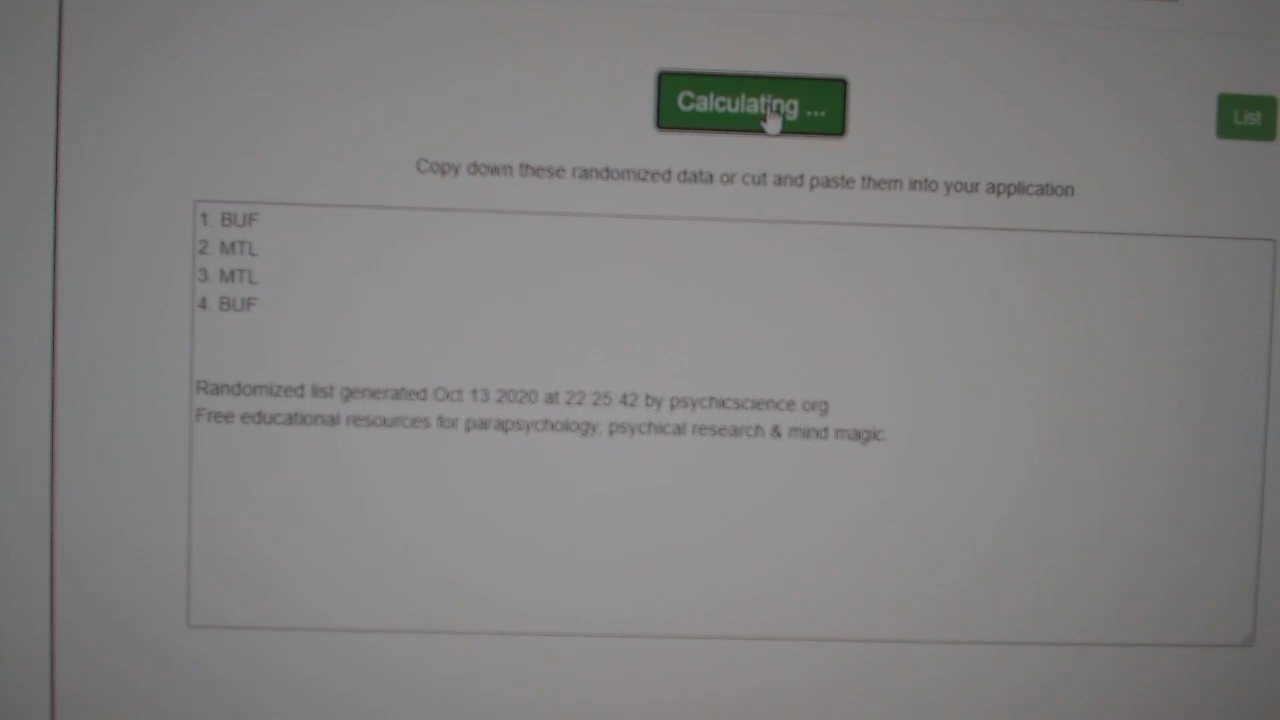 Calculating ...
List
Copy down these randomized data or cut and paste them into your application
1. BUF
2. MTL
3. MTL
4. BUF
Randomized list generated Oct 13 2020 at 22:25:42 by psychicscience.org
Free educational resources for parapsychology, psychical research & mind magic.